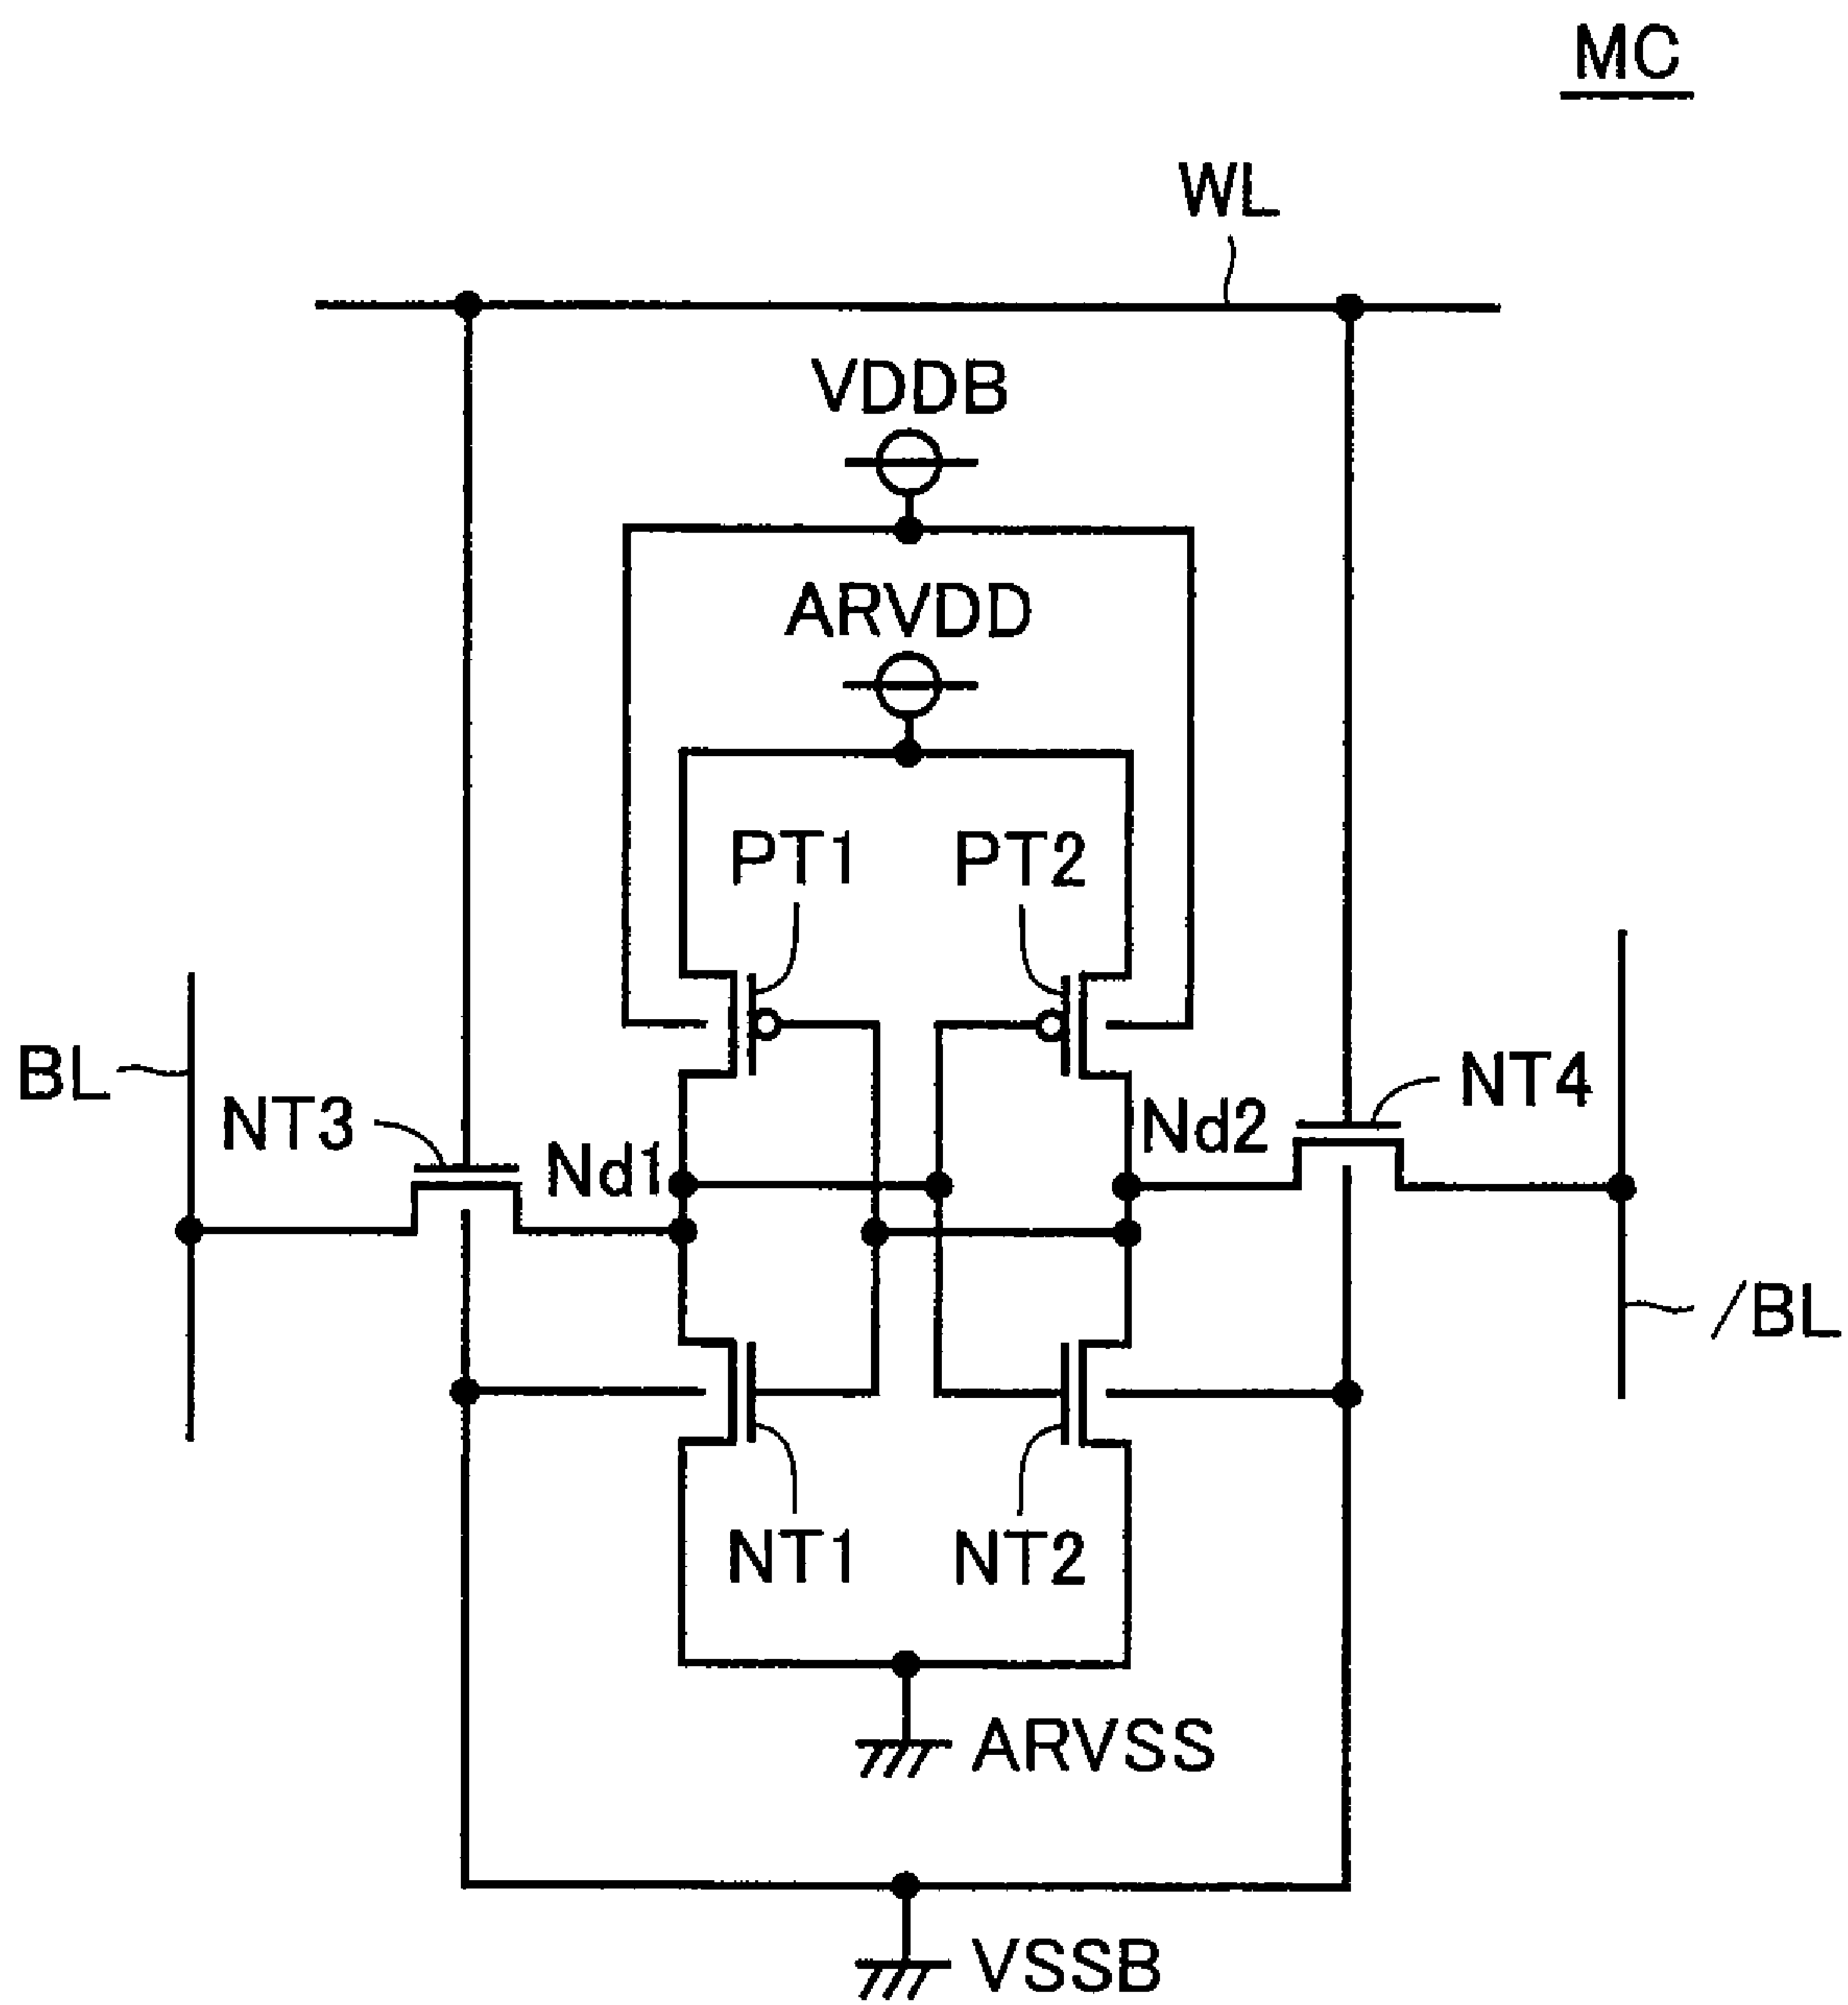 MC
WL
VDDB
ARVDD
PT1
PT2
BL
NT3
Nd1
Nd2
NT4
/BL
NT1
NT2
ARVSS
VSSB